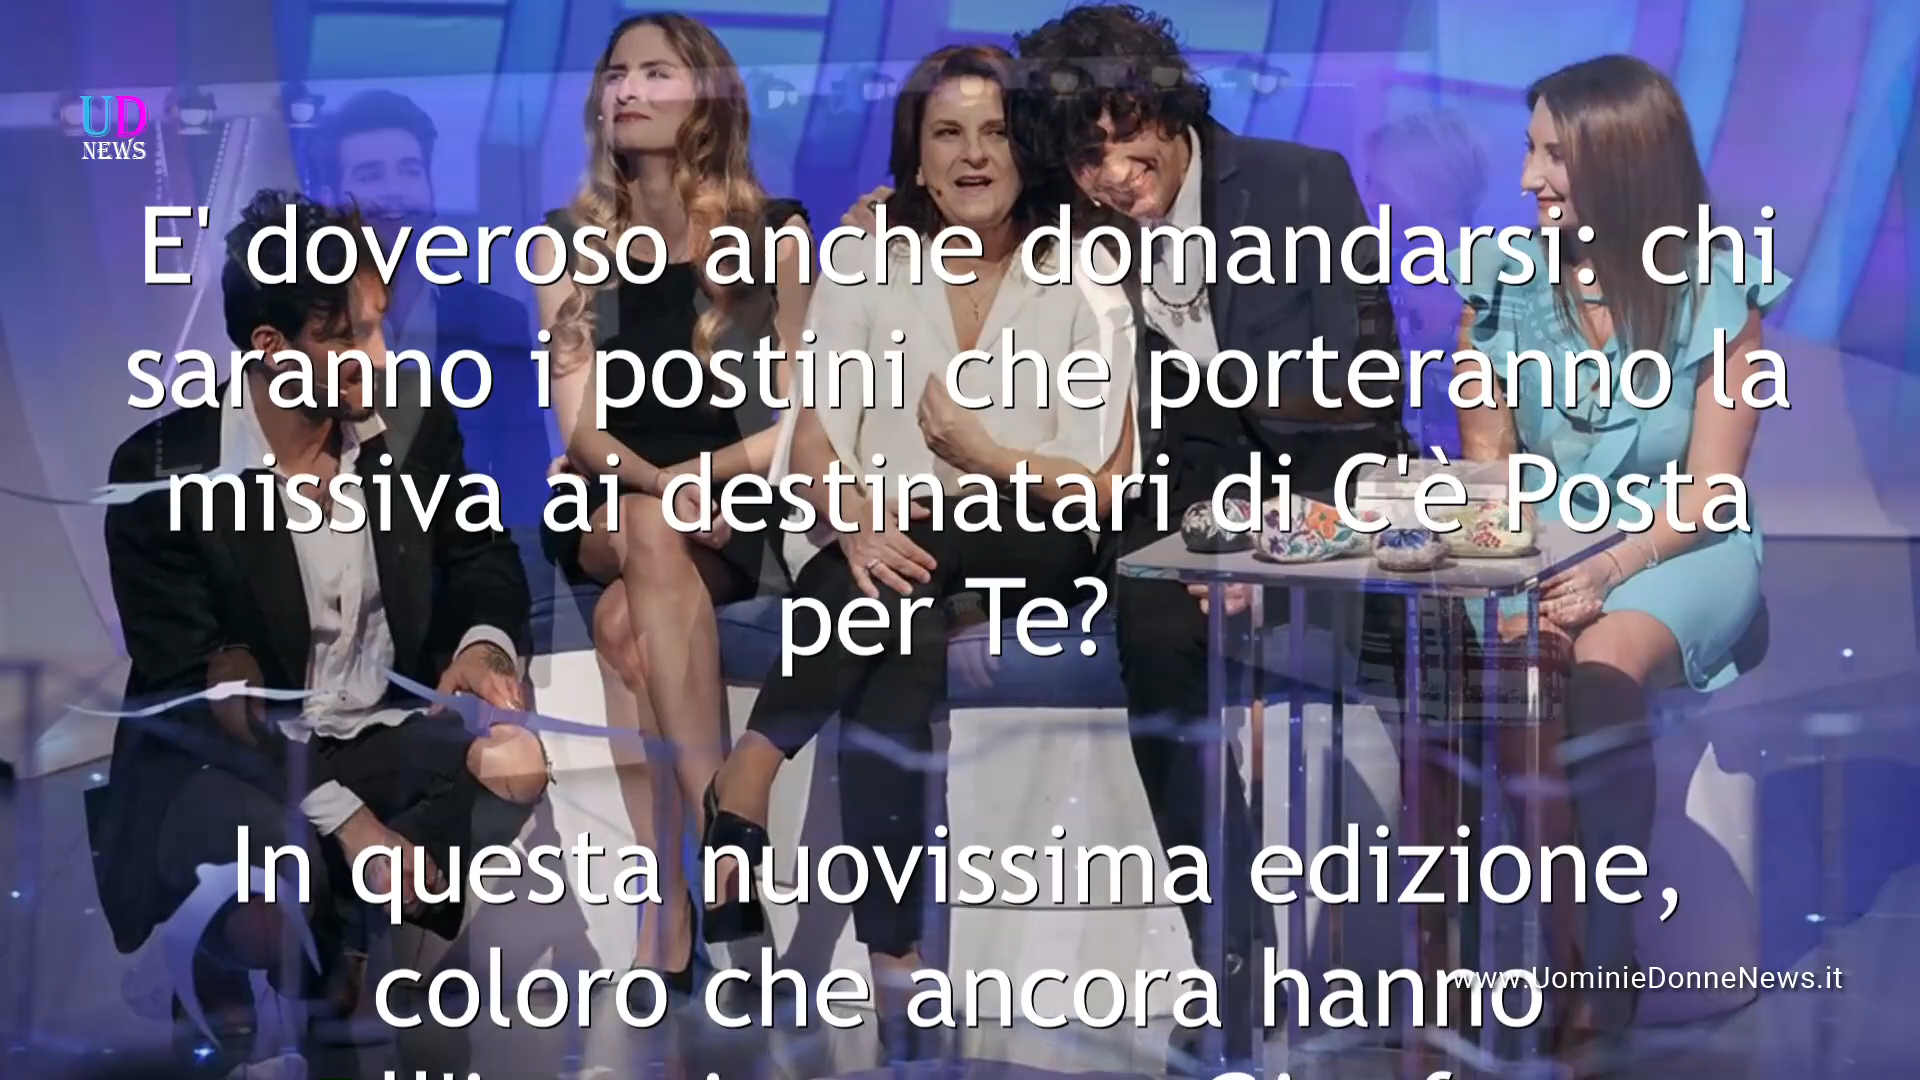 UD
NEWS
E' doveroso anche domandarsi: chi
saranno i postini che porteranno la
missiva ai destinatari di C'è Posta
per Te?
In questa nuovissima edizione,
coloro che ancora hanno
www.UominieDonneNews.it